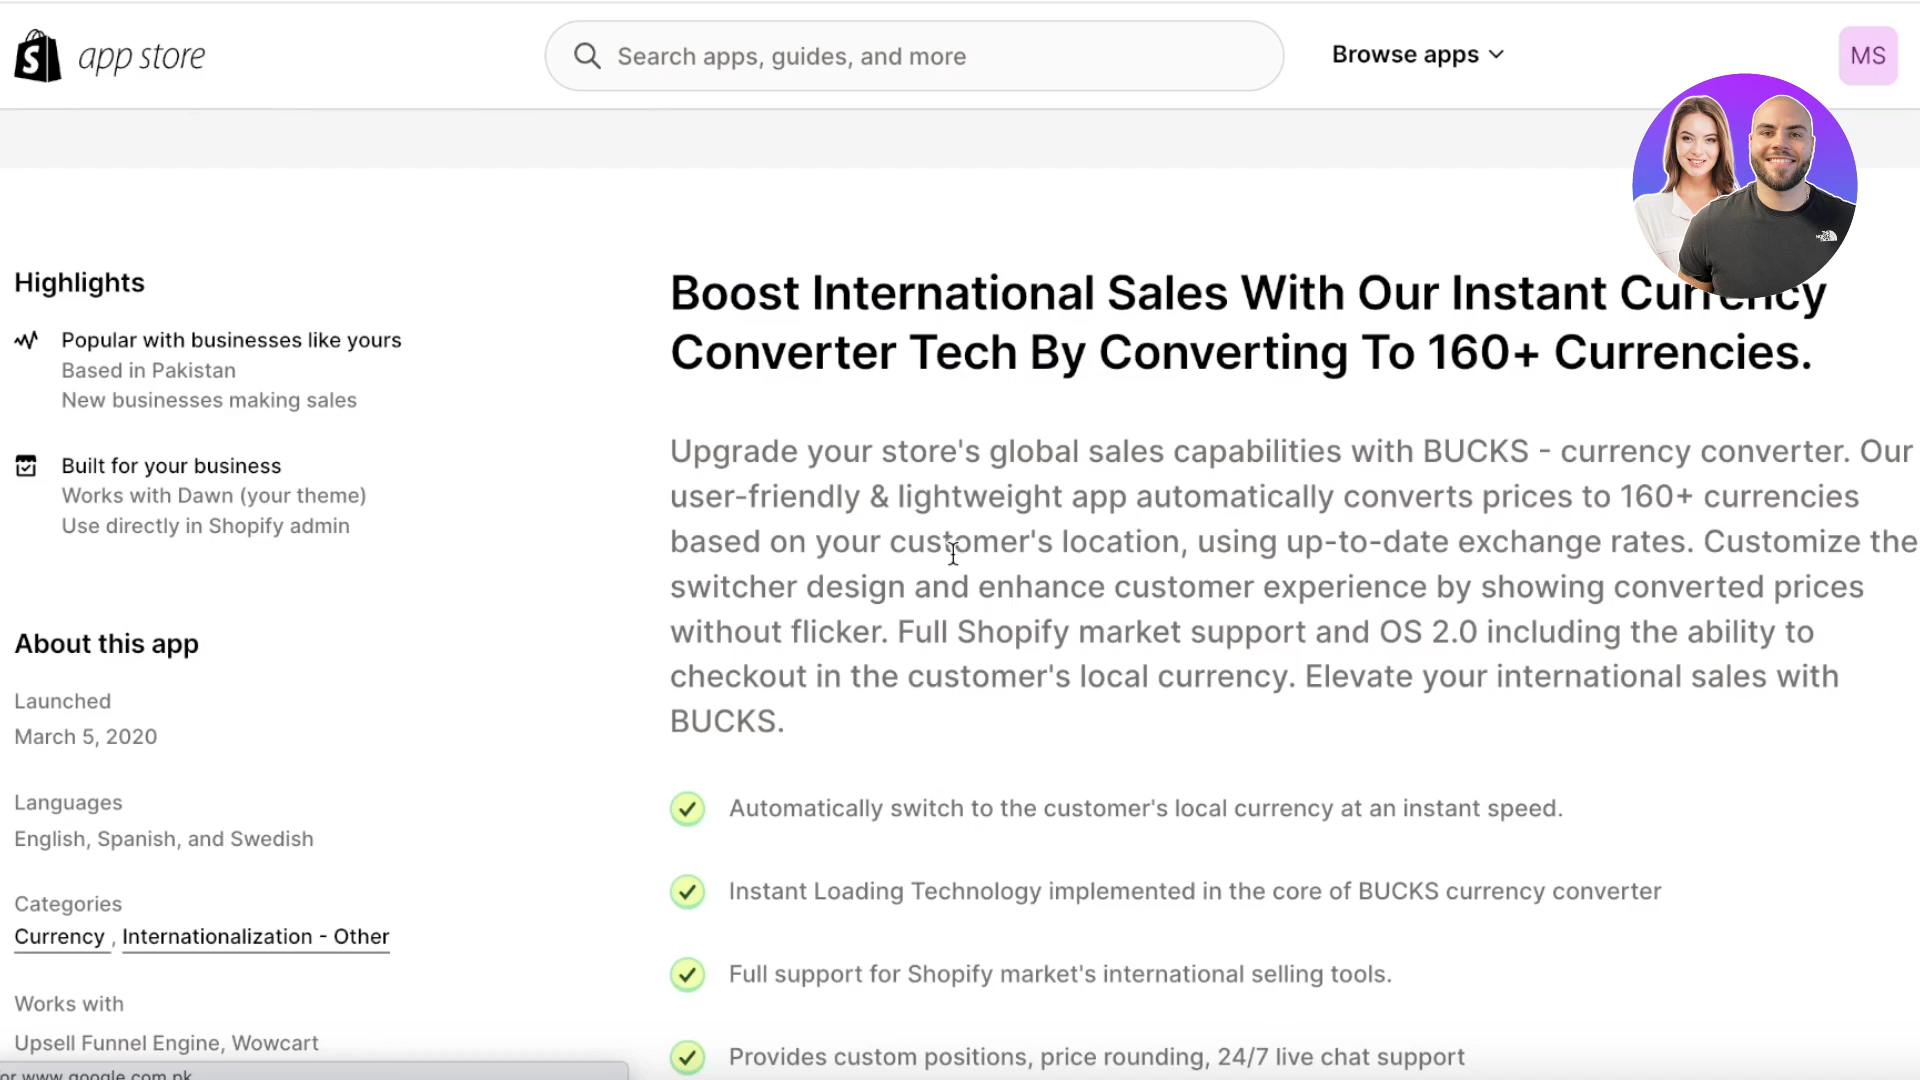 app store
Search apps, guides, and more
Browse apps
MS
Highlights
Popular with businesses like yours
Based in Pakistan
New businesses making sales
Built for your business
Works with Dawn (your theme)
Use directly in Shopify admin
About this app
Launched
March 5, 2020
Languages
English, Spanish, and Swedish
Categories
Currency , Internationalization - Other
Works with
Upsell Funnel Engine, Wowcart
or www.google.com.pk
Boost International Sales With Our Instant Currency
Converter Tech By Converting To 160+ Currencies.
Upgrade your store's global sales capabilities with BUCKS - currency converter. Our
user-friendly & lightweight app automatically converts prices to 160+ currencies
based on your customer's location, using up-to-date exchange rates. Customize the
switcher design and enhance customer experience by showing converted prices
without flicker. Full Shopify market support and OS 2.0 including the ability to
checkout in the customer's local currency. Elevate your international sales with
BUCKS.
Automatically switch to the customer's local currency at an instant speed.
Instant Loading Technology implemented in the core of BUCKS currency converter
Full support for Shopify market's international selling tools.
Provides custom positions, price rounding, 24/7 live chat support